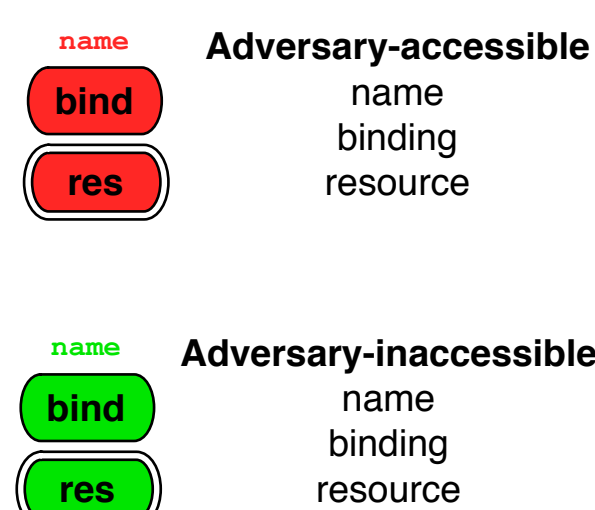 name Adversary-accessible
bind name
binding
res resource
name Adversary-inaccessible
bind name
binding
res resource